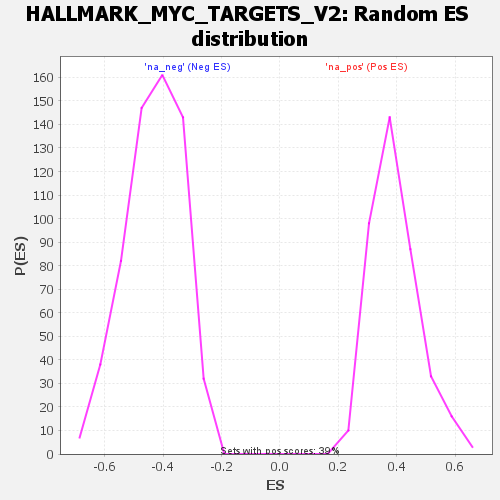 HALLMARK_MYC_TARGETS_V2: Random ES
distribution
'na_neg' (Neg ES)
'na_pos' (Pos ES)
160
150
140
130
120
110
100
90
80
70
60
50
40
30
20
10
0
P(ES)
Sets with pos scores: 39%
-0.6 -0.4 -0.2 0.0 0.2 0.4 0.6
ES